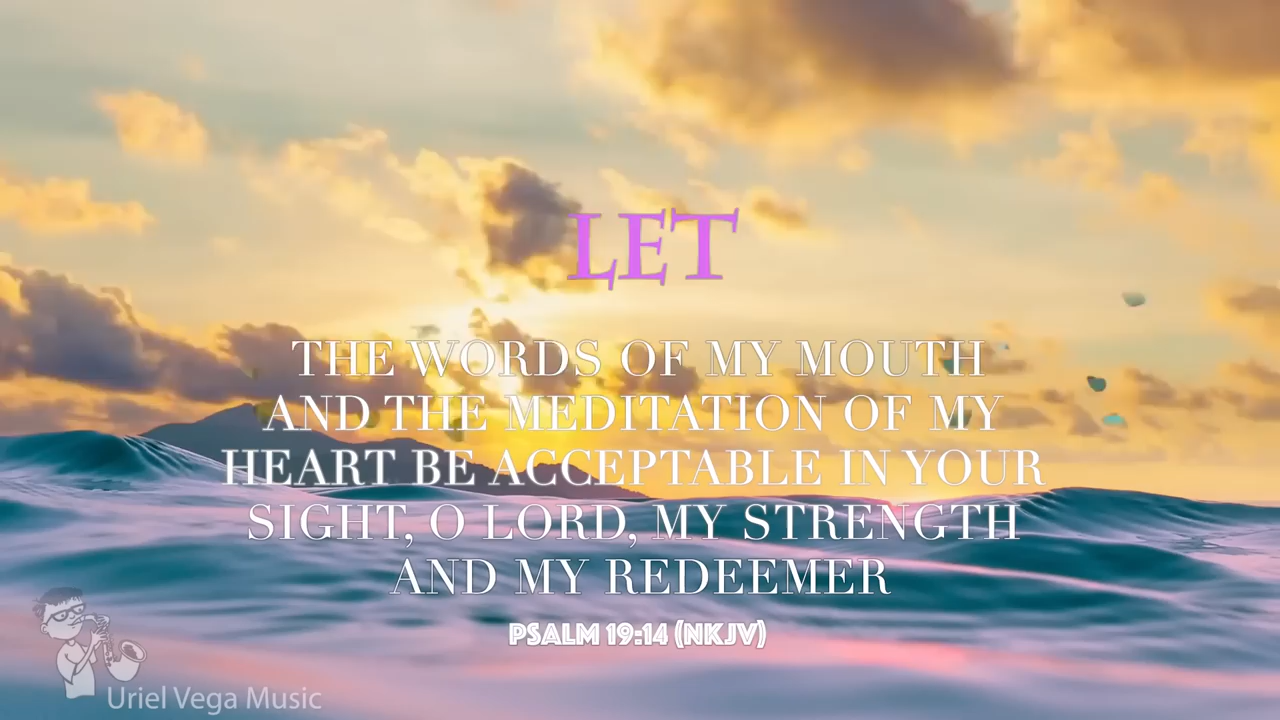 LET
THE WORDS OF MY MOUTH
AND THE MEDITATION OF MY
HEART BE ACCEPTABLE IN YOUR
SIGHT, O LORD, MY STRENGTH
AND MY REDEEMER
PSALM 19:14 (NKJV)
Uriel Vega Music